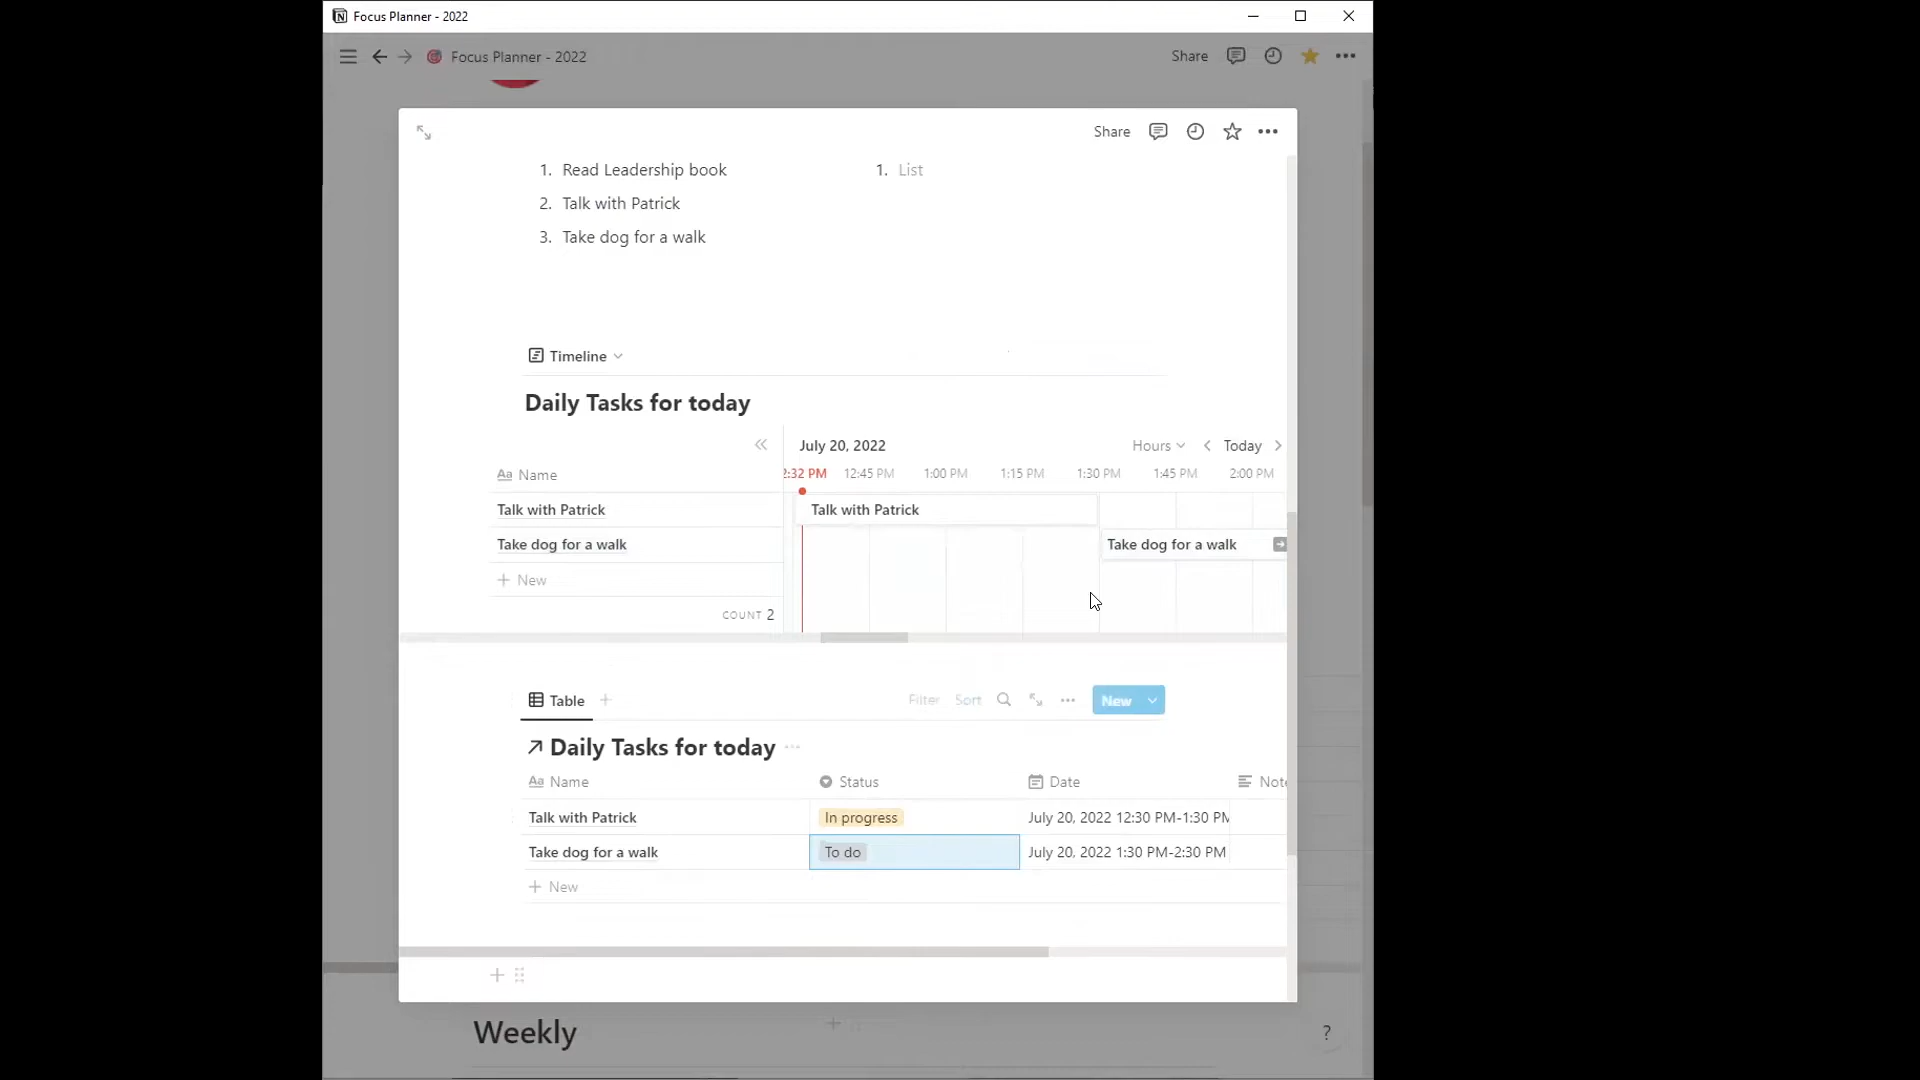 Focus Planner - 2022
Focus Planner - 2022
Share
Share
1. Read Leadership book
1. List
2. Talk with Patrick
3. Take dog for a walk
Timeline
Daily Tasks for today
July 20, 2022
Hours
Today
Aa Name
2:32 PM 12:45 PM 1:00 PM 1:15 PM 1:30 PM 1:45 PM 2:00 PM
Talk with Patrick
Talk with Patrick
Take dog for a walk
Take dog for a walk
+ New
COUNT 2
Table +
Filter Sort
New
Daily Tasks for today
Aa Name Status Date
Talk with Patrick In progress July 20, 2022 12:30 PM-1:30 PM
Take dog for a walk To do July 20, 2022 1:30 PM-2:30 PM
+ New
Weekly
?